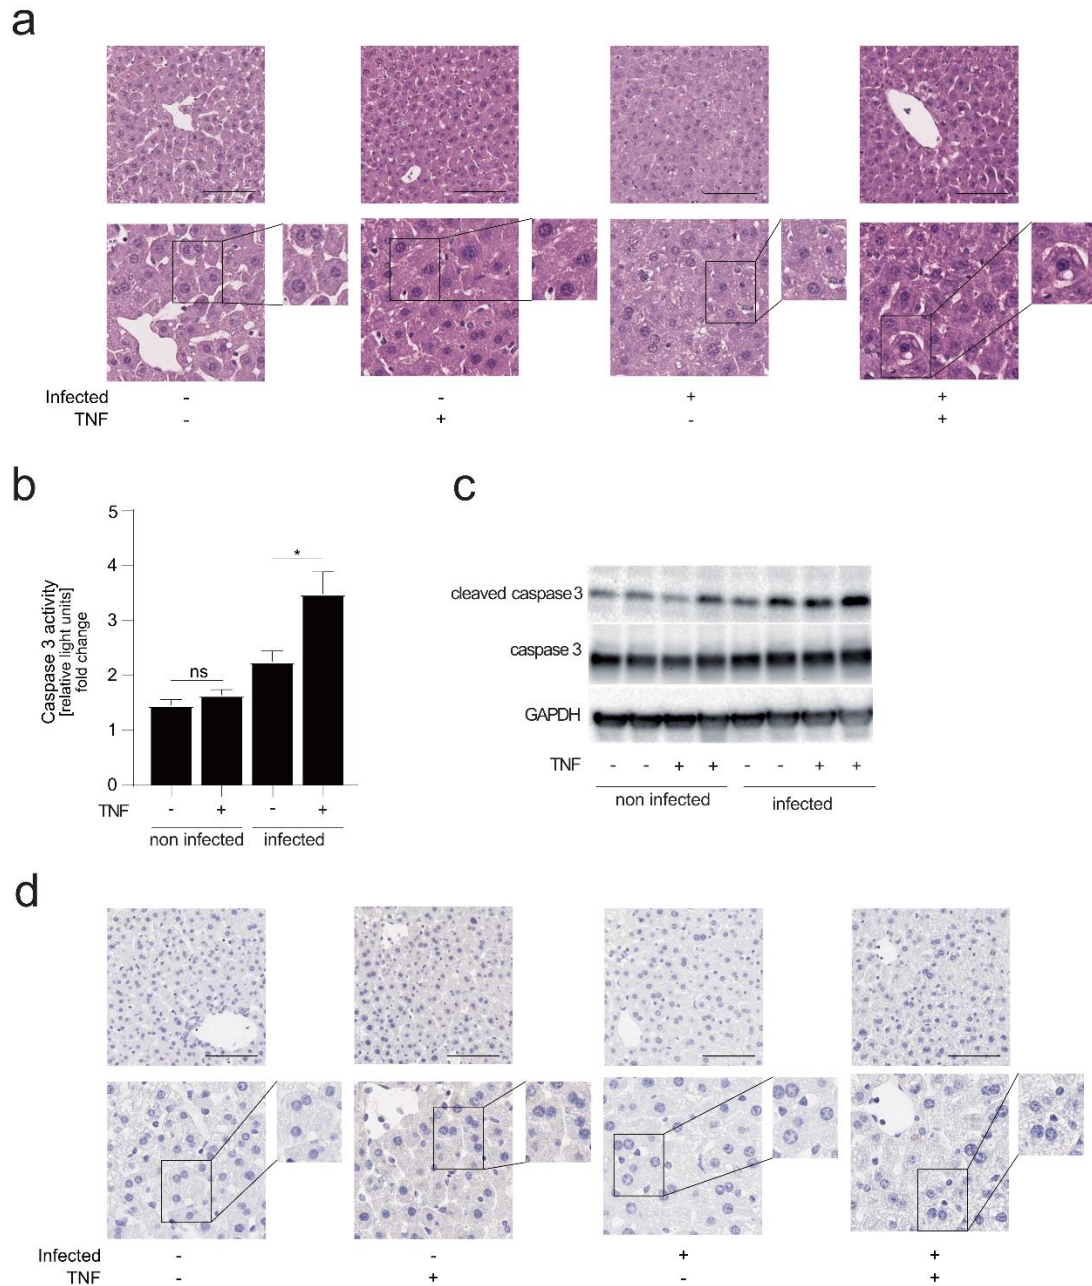 a
Infected - - + +
TNF - + - +
b
5
4
3
2
1
0
Caspase 3 activity
[relative light units]
fold change
ns
*
TNF - + - +
non infected infected
c
cleaved caspase 3
caspase 3
GAPDH
TNF - - + + - - + +
non infected infected
d
Infected - - + +
TNF - + - +